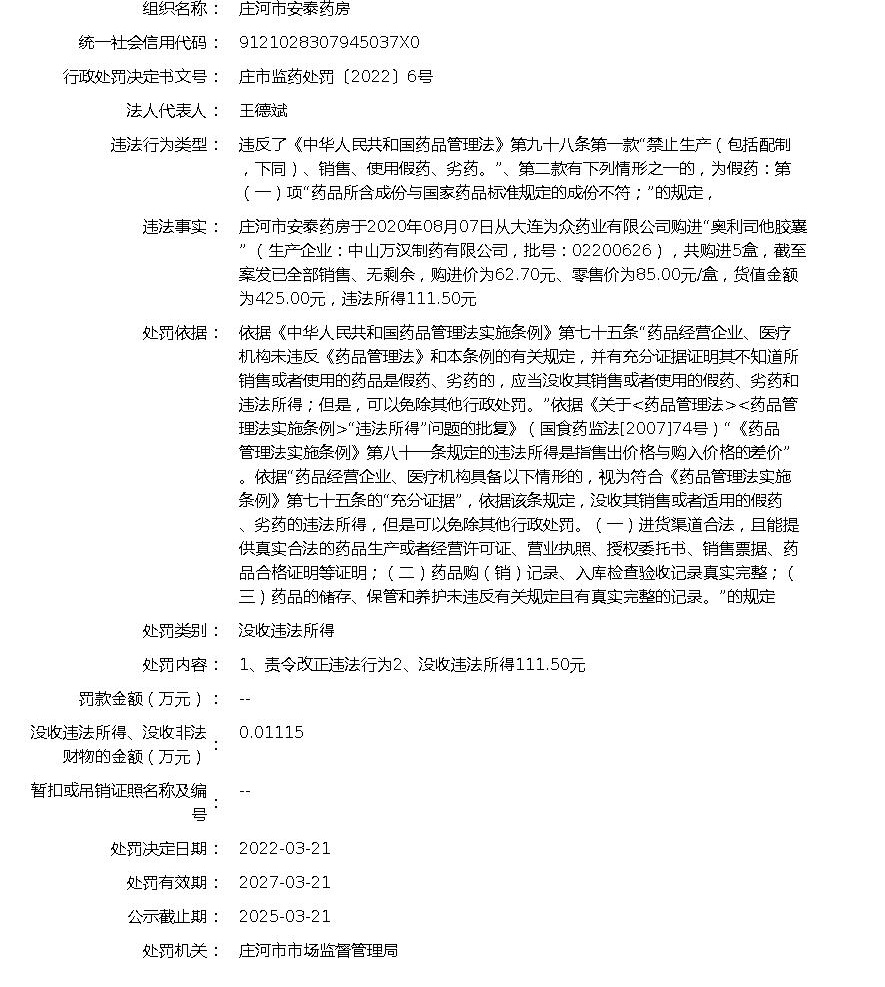 组织名称： 庄河市安泰药房
统一社会信用代码： 9121028307945037X0
行政处罚决定书文号： 庄市监药处罚〔2022〕6号
法人代表人： 王德斌
违法行为类型： 违反了《中华人民共和国药品管理法》第九十八条第一款“禁止生产（包括配制
，下同）、销售、使用假药、劣药。”、第二款有下列情形之一的，为假药：第
（一）项“药品所含成份与国家药品标准规定的成份不符；”的规定，
违法事实： 庄河市安泰药房于2020年08月07日从大连为众药业有限公司购进“奥利司他胶囊
”（生产企业：中山万汉制药有限公司，批号：02200626），共购进5盒，截至
案发已全部销售、无剩余，购进价为62.70元、零售价为85.00元/盒，货值金额
为425.00元，违法所得111.50元
处罚依据： 依据《中华人民共和国药品管理法实施条例》第七十五条“药品经营企业、医疗
机构未违反《药品管理法》和本条例的有关规定，并有充分证据证明其不知道所
销售或者使用的药品是假药、劣药的，应当没收其销售或者使用的假药、劣药和
违法所得；但是，可以免除其他行政处罚。”依据《关于<药品管理法><药品管
理法实施条例>“违法所得”问题的批复》（国食药监法[2007]74号）“《药品
管理法实施条例》第八十一条规定的违法所得是指售出价格与购入价格的差价”
。依据“药品经营企业、医疗机构具备以下情形的，视为符合《药品管理法实施
条例》第七十五条的“充分证据”，依据该条规定，没收其销售或者适用的假药
、劣药的违法所得，但是可以免除其他行政处罚。（一）进货渠道合法，且能提
供真实合法的药品生产或者经营许可证、营业执照、授权委托书、销售票据、药
品合格证明等证明；（二）药品购（销）记录、入库检查验收记录真实完整；（
三）药品的储存、保管和养护未违反有关规定且有真实完整的记录。”的规定
处罚类别： 没收违法所得
处罚内容： 1、责令改正违法行为2、没收违法所得111.50元
罚款金额（万元）： --
没收违法所得、没收非法
财物的金额（万元）： 0.01115
暂扣或吊销证照名称及编
号： --
处罚决定日期： 2022-03-21
处罚有效期： 2027-03-21
公示截止期： 2025-03-21
处罚机关： 庄河市市场监督管理局